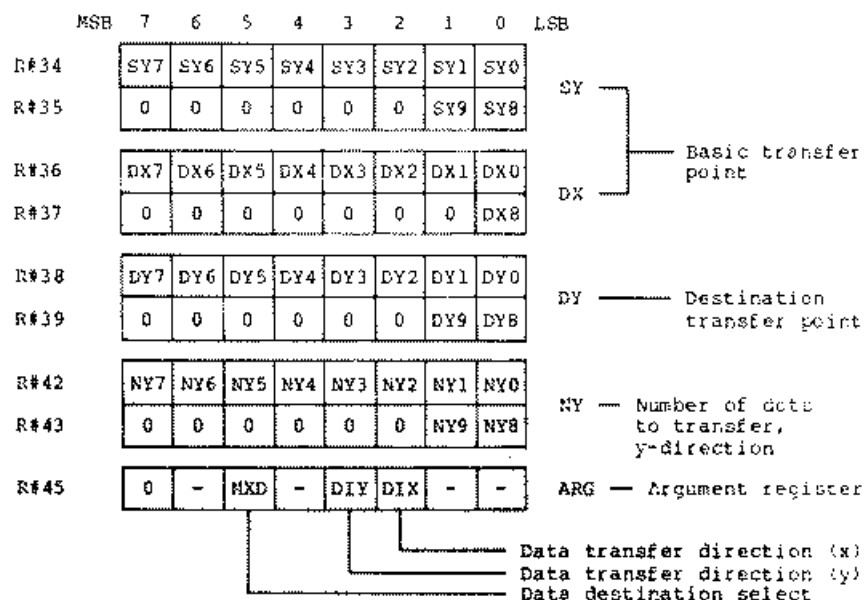 MSB 7 6 5 4 3 2 1 0 LSB
R#34 SY7 SY6 SY5 SY4 SY3 SY2 SY1 SY0
SY
R#35 0 0 0 0 0 0 SY9 SY8
Basic transfer
point
R#36 DX7 DX6 DX5 DX4 DX3 DX2 DX1 DX0
DX
R#37 0 0 0 0 0 0 0 DX8
R#38 DY7 DY6 DY5 DY4 DY3 DY2 DY1 DY0
DY — Destination
transfer point
R#39 0 0 0 0 0 0 DY9 DY8
R#42 NY7 NY6 NY5 NY4 NY3 NY2 NY1 NY0
NY — Number of dots
to transfer,
y-direction
R#43 0 0 0 0 0 0 NY9 NY8
R#45 0 - MXD - DIY DIX - - ARG — Argument register
Data transfer direction (x)
Data transfer direction (y)
Data destination select